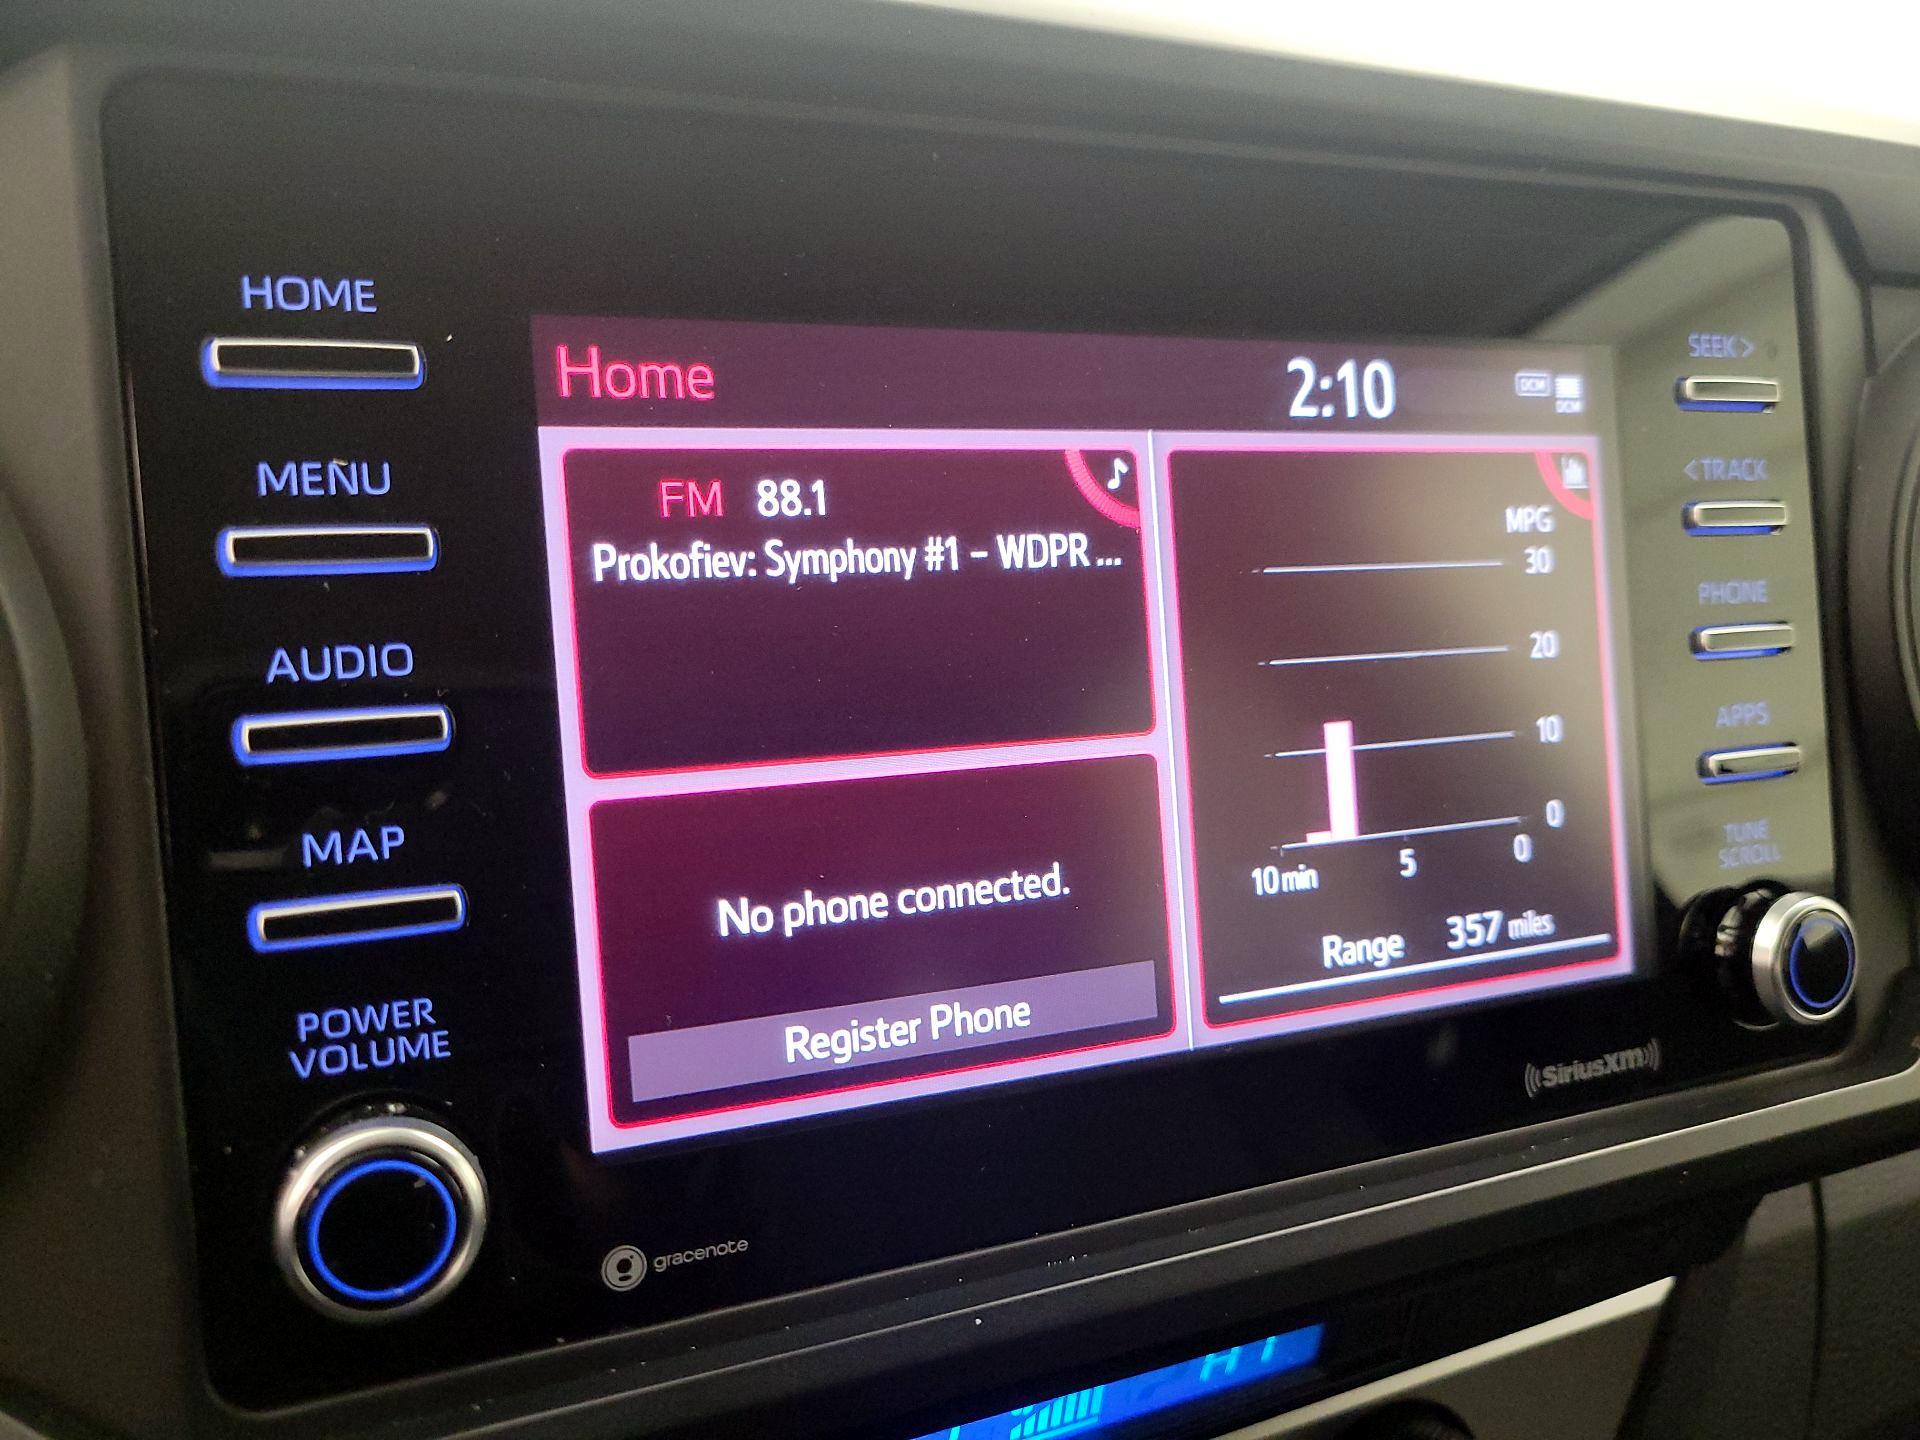 HOME
MENU
AUDIO
MAP
POWER
VOLUME
Home
2:10
DCM
DCM
FM 88.1
Prokofiev: Symphony #1 – WDPR ...
No phone connected.
Register Phone
MPG
30
20
10
0
10 min 5 0
Range 357 miles
SEEK >
< TRACK
PHONE
APPS
TUNE
SCROLL
SiriusXM
gracenote